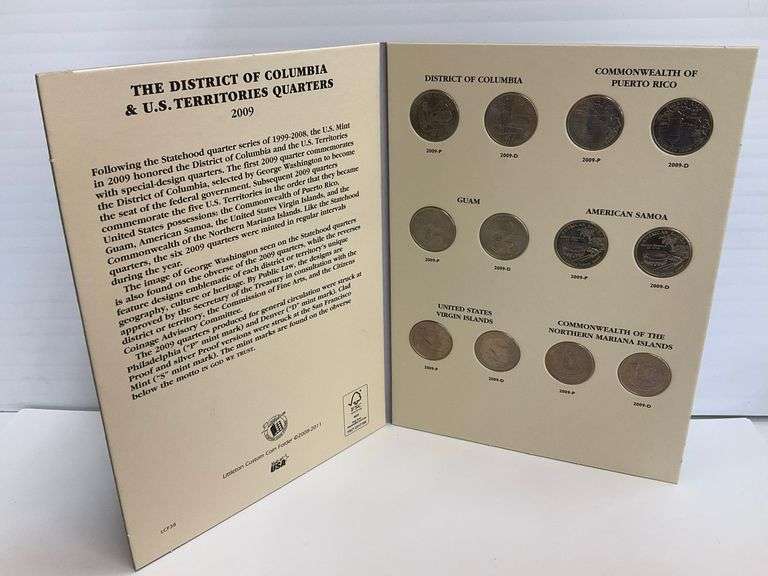 THE DISTRICT OF COLUMBIA
& U.S. TERRITORIES QUARTERS
2009
Following the Statehood quarter series of 1999-2008, the U.S. Mint
in 2009 honored the District of Columbia and the U.S. Territories
with special-design quarters. The first 2009 quarter commemorates
the District of Columbia, selected by George Washington to become
the seat of the federal government. Subsequent 2009 quarters
commemorate the five U.S. Territories in the order that they became
United States possessions: the Commonwealth of Puerto Rico,
Guam, American Samoa, the United States Virgin Islands, and the
Commonwealth of the Northern Mariana Islands. Like the Statehood
quarters, the six 2009 quarters were minted in regular intervals
during the year.
The image of George Washington seen on the Statehood quarters
is also found on the obverse of the 2009 quarters, while the reverses
feature designs emblematic of each district or territory's unique
geography, culture or heritage. By Public Law, the designs are
approved by the Secretary of the Treasury in consultation with the
district or territory, the Commission of Fine Arts, and the Citizens
Coinage Advisory Committee.
The 2009 quarters produced for general circulation were struck at
Philadelphia ("P" mint mark) and Denver ("D" mint mark). Clad
Proof and silver Proof versions were struck at the San Francisco
Mint ("S" mint mark). The mint marks are found on the obverse
below the motto IN GOD WE TRUST.
FSC
Littleton Custom Coin Folder ©2009-2011
USA
LCF39
DISTRICT OF COLUMBIA
2009-P
2009-D
COMMONWEALTH OF
PUERTO RICO
2009-P
2009-D
GUAM
2009-P
2009-D
AMERICAN SAMOA
2009-P
2009-D
UNITED STATES
VIRGIN ISLANDS
2009-P
2009-D
COMMONWEALTH OF THE
NORTHERN MARIANA ISLANDS
2009-P
2009-D